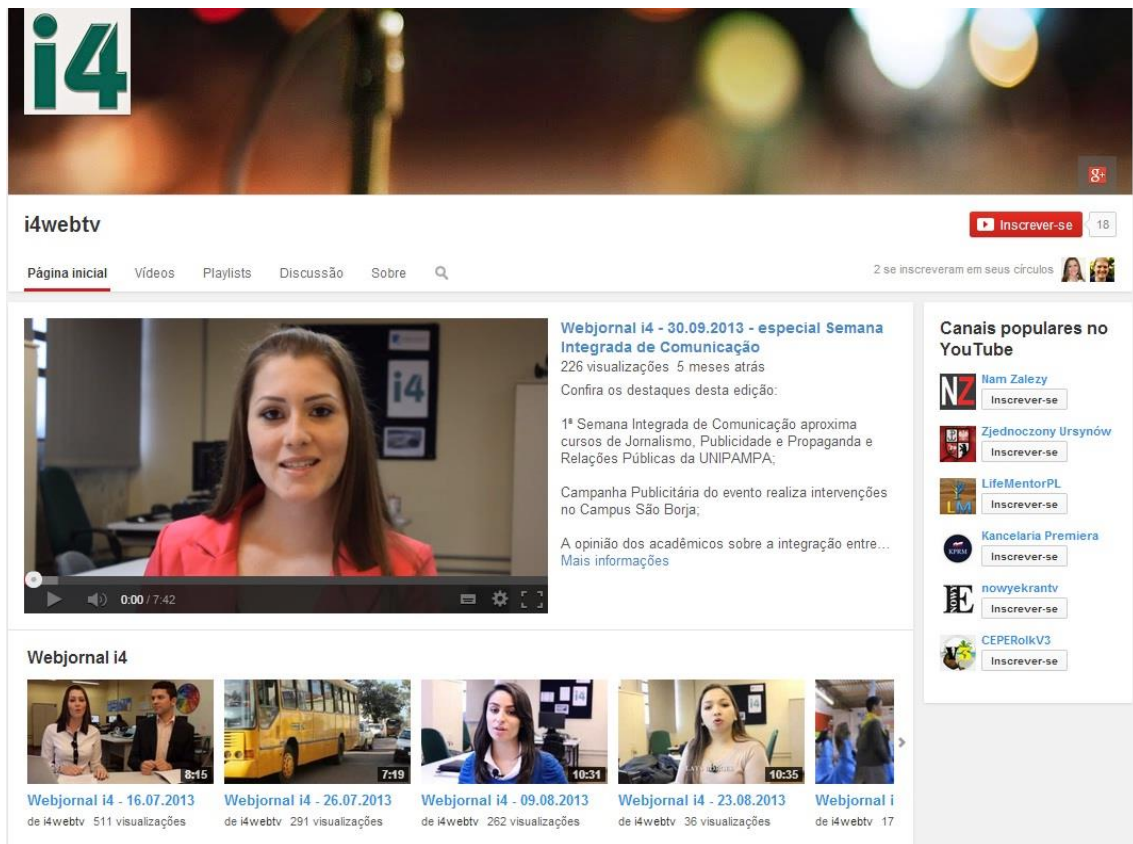 i4
g+
i4webtv
Inscrever-se 18
Página inicial Vídeos Playlists Discussão Sobre
2 se inscreveram em seus círculos
i4
0:00 / 7:42
Webjornal i4 - 30.09.2013 - especial Semana
Integrada de Comunicação
226 visualizações 5 meses atrás
Confira os destaques desta edição:
1ª Semana Integrada de Comunicação aproxima
cursos de Jornalismo, Publicidade e Propaganda e
Relações Públicas da UNIPAMPA;
Campanha Publicitária do evento realiza intervenções
no Campus São Borja;
A opinião dos acadêmicos sobre a integração entre...
Mais informações
Canais populares no
YouTube
NZ
Nam Zalezy
Inscrever-se
Zjednoczony Ursynów
Inscrever-se
LM
LifeMentorPL
Inscrever-se
KPRM
Kancelaria Premiera
Inscrever-se
NOWY E
nowyekrantv
Inscrever-se
CEPERolkV3
Inscrever-se
Webjornal i4
8:15
7:19
i4
10:31
i4
10:35
Webjornal i4 - 16.07.2013
de i4webtv 511 visualizações
Webjornal i4 - 26.07.2013
de i4webtv 291 visualizações
Webjornal i4 - 09.08.2013
de i4webtv 262 visualizações
Webjornal i4 - 23.08.2013
de i4webtv 36 visualizações
Webjornal i
de i4webtv 17